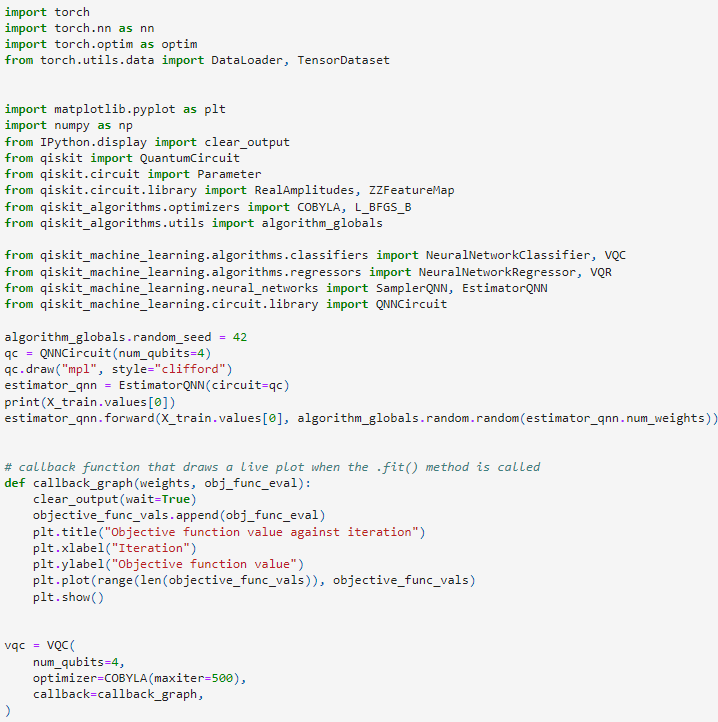 import torch
import torch.nn as nn
import torch.optim as optim
from torch.utils.data import DataLoader, TensorDataset
import matplotlib.pyplot as plt
import numpy as np
from IPython.display import clear_output
from qiskit import QuantumCircuit
from qiskit.circuit import Parameter
from qiskit.circuit.library import RealAmplitudes, ZZFeatureMap
from qiskit_algorithms.optimizers import COBYLA, L_BFGS_B
from qiskit_algorithms.utils import algorithm_globals
from qiskit_machine_learning.algorithms.classifiers import NeuralNetworkClassifier, VQC
from qiskit_machine_learning.algorithms.regressors import NeuralNetworkRegressor, VQR
from qiskit_machine_learning.neural_networks import SamplerQNN, EstimatorQNN
from qiskit_machine_learning.circuit.library import QNNCircuit
algorithm_globals.random_seed = 42
qc = QNNCircuit(num_qubits=4)
qc.draw("mpl", style="clifford")
estimator_qnn = EstimatorQNN(circuit=qc)
print(X_train.values[0])
estimator_qnn.forward(X_train.values[0], algorithm_globals.random.random(estimator_qnn.num_weights))
# callback function that draws a live plot when the .fit() method is called
def callback_graph(weights, obj_func_eval):
    clear_output(wait=True)
    objective_func_vals.append(obj_func_eval)
    plt.title("Objective function value against iteration")
    plt.xlabel("Iteration")
    plt.ylabel("Objective function value")
    plt.plot(range(len(objective_func_vals)), objective_func_vals)
    plt.show()
vqc = VQC(
    num_qubits=4,
    optimizer=COBYLA(maxiter=500),
    callback=callback_graph,
)